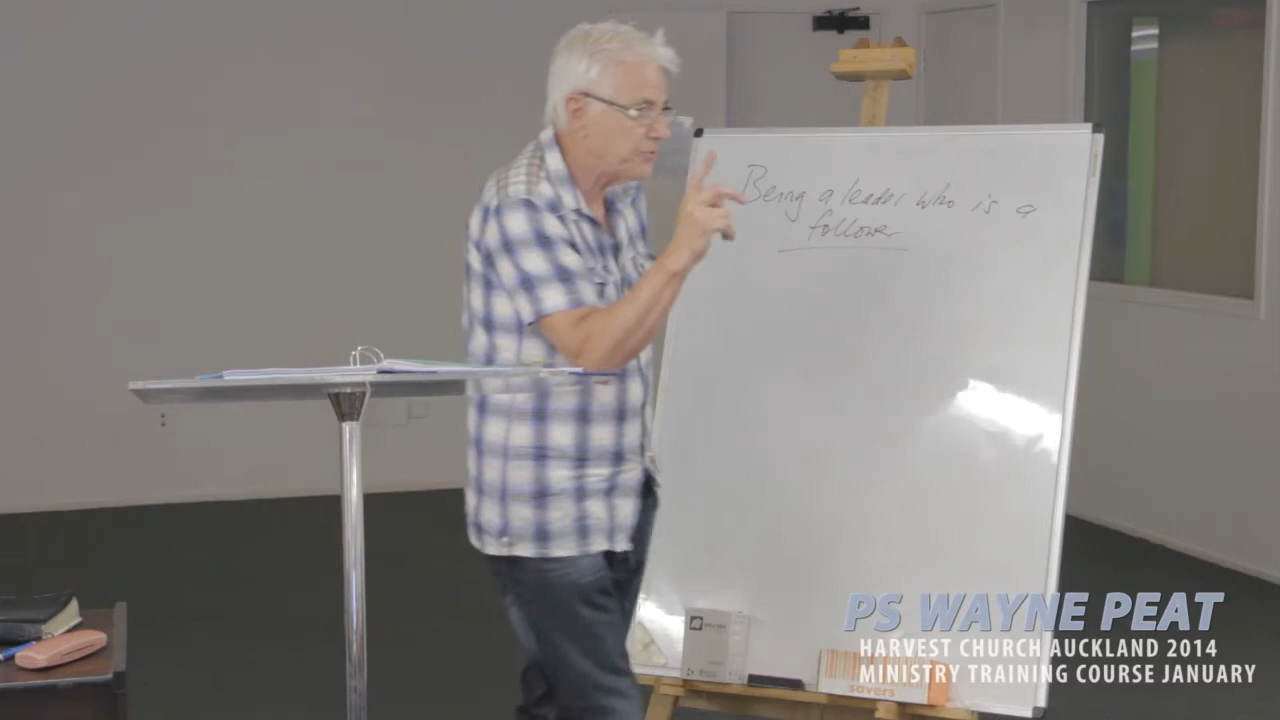 Being a leader who is a
follower
PS WAYNE PEAT
HARVEST CHURCH AUCKLAND 2014
MINISTRY TRAINING COURSE JANUARY
savers